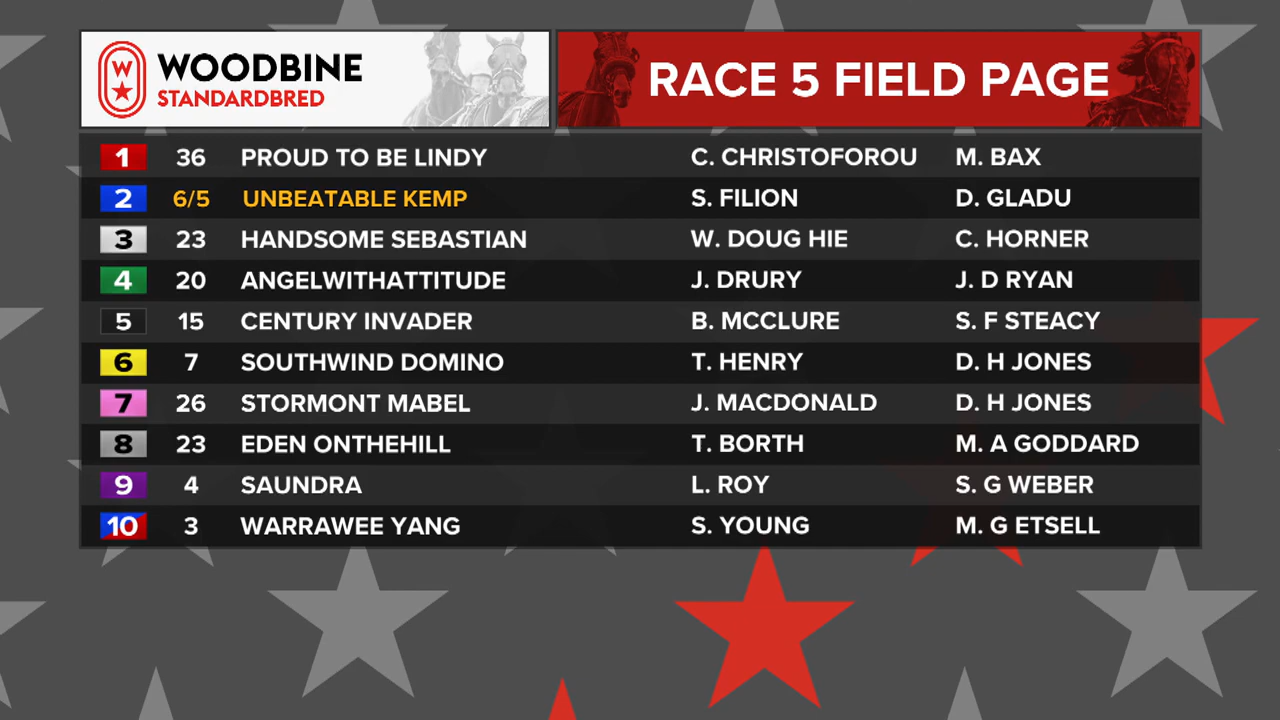 W
WOODBINE
STANDARDBRED
RACE 5 FIELD PAGE
1 36 PROUD TO BE LINDY C. CHRISTOFOROU M. BAX
2 6/5 UNBEATABLE KEMP S. FILION D. GLADU
3 23 HANDSOME SEBASTIAN W. DOUG HIE C. HORNER
4 20 ANGELWITHATTITUDE J. DRURY J. D RYAN
5 15 CENTURY INVADER B. MCCLURE S. F STEACY
6 7 SOUTHWIND DOMINO T. HENRY D. H JONES
7 26 STORMONT MABEL J. MACDONALD D. H JONES
8 23 EDEN ONTHEHILL T. BORTH M. A GODDARD
9 4 SAUNDRA L. ROY S. G WEBER
10 3 WARRAWEE YANG S. YOUNG M. G ETSELL